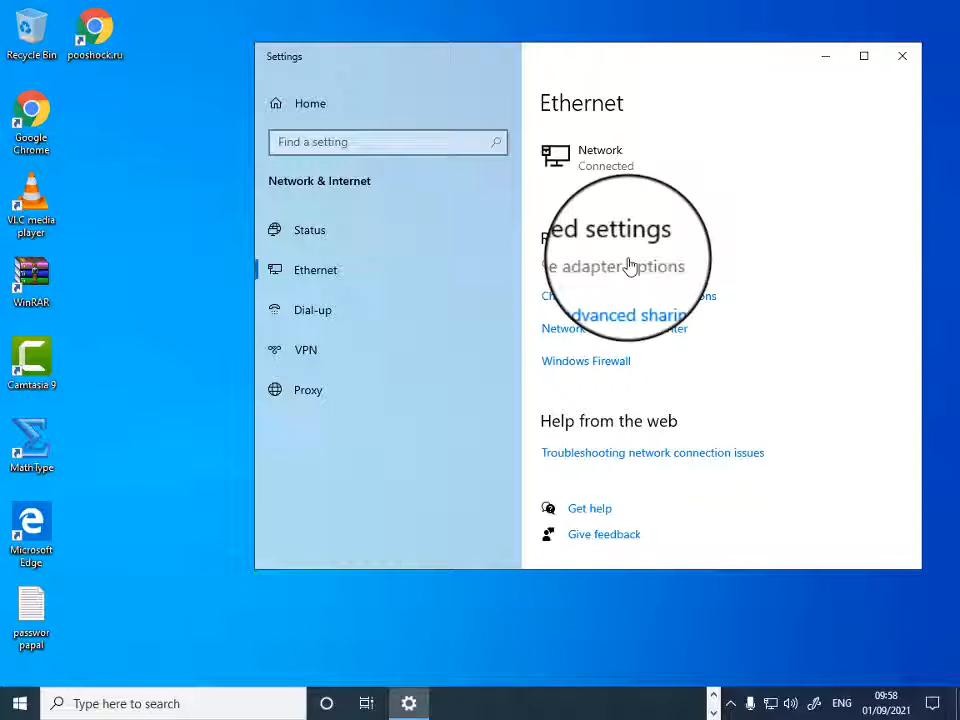 Recycle Bin
pooshock.ru
Google
Chrome
VLC media
player
WinRAR
Camtasia 9
MathType
Microsoft
Edge
passwor
papal
Settings
Home
Find a setting
Network & Internet
Status
Ethernet
Dial-up
VPN
Proxy
Ethernet
Network
Connected
ed settings
e adapter options
dvanced sharin
Network
Windows Firewall
Help from the web
Troubleshooting network connection issues
Get help
Give feedback
Type here to search
ENG
09:58
01/09/2021